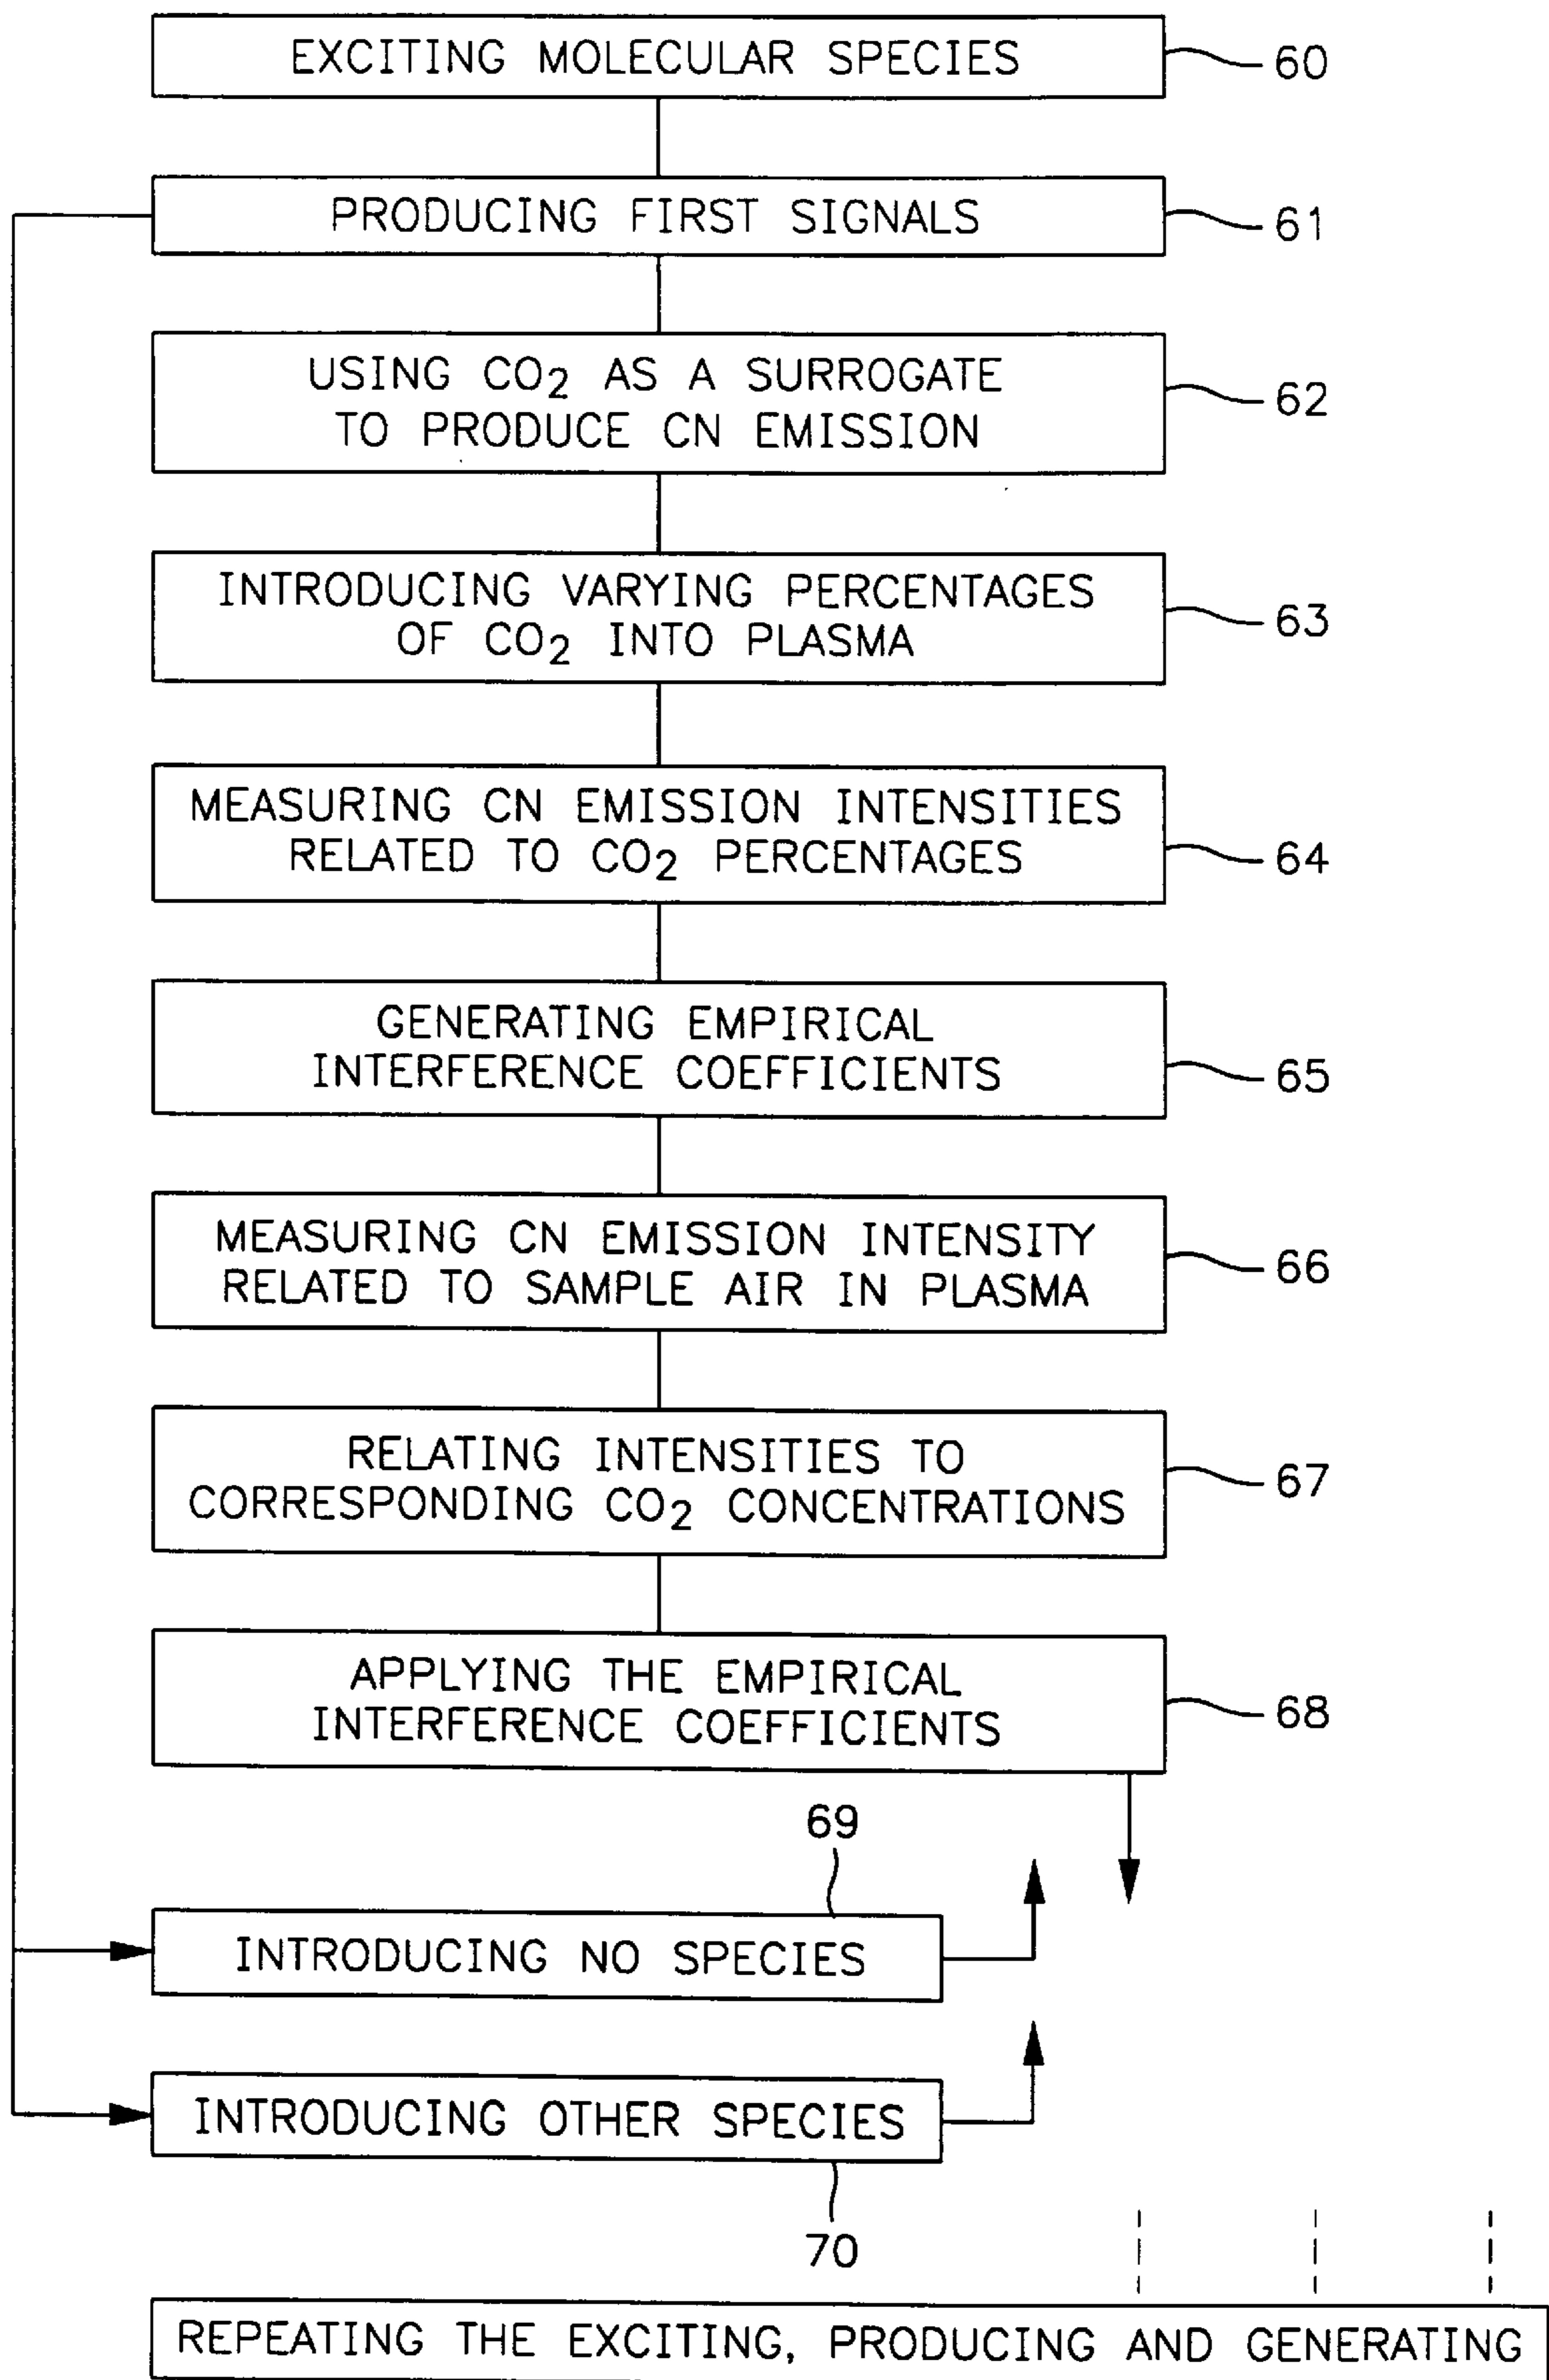 EXCITING MOLECULAR SPECIES
60
PRODUCING FIRST SIGNALS
61
USING CO2 AS A SURROGATE
TO PRODUCE CN EMISSION
62
INTRODUCING VARYING PERCENTAGES
OF CO2 INTO PLASMA
63
MEASURING CN EMISSION INTENSITIES
RELATED TO CO2 PERCENTAGES
64
GENERATING EMPIRICAL
INTERFERENCE COEFFICIENTS
65
MEASURING CN EMISSION INTENSITY
RELATED TO SAMPLE AIR IN PLASMA
66
RELATING INTENSITIES TO
CORRESPONDING CO2 CONCENTRATIONS
67
APPLYING THE EMPIRICAL
INTERFERENCE COEFFICIENTS
68
69
INTRODUCING NO SPECIES
INTRODUCING OTHER SPECIES
70
REPEATING THE EXCITING, PRODUCING AND GENERATING